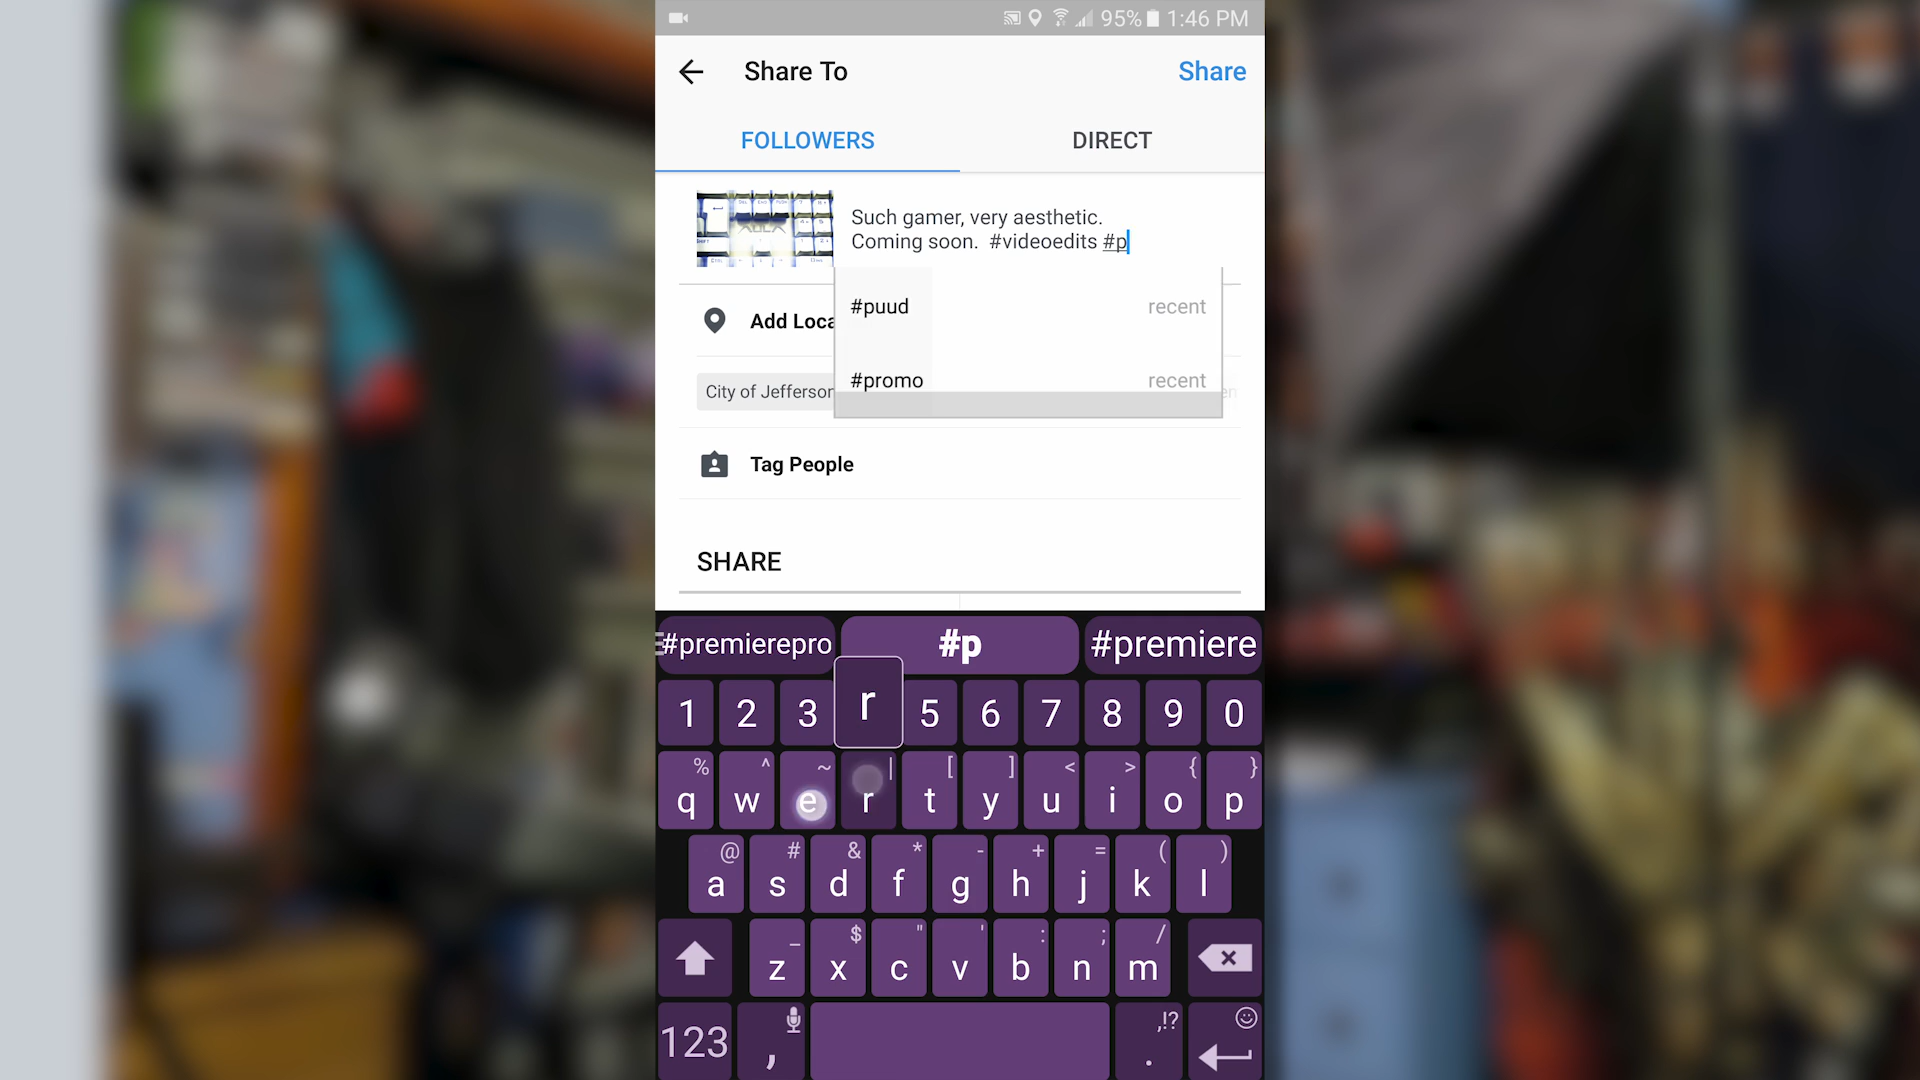 95% 1:46 PM
Share To Share
FOLLOWERS DIRECT
Such gamer, very aesthetic.
Coming soon. #videoedits #p
#puud recent
Add Loca
#promo recent
City of Jefferson
Tag People
SHARE
#premierepro #p #premiere
1 2 3 r 5 6 7 8 9 0
% ^ ~ | [ ] < > { }
q w e r t y u i o p
@ # & * - + = ( )
a s d f g h j k l
_ $ " ' : ; /
z x c v b n m
123 , . ,!?